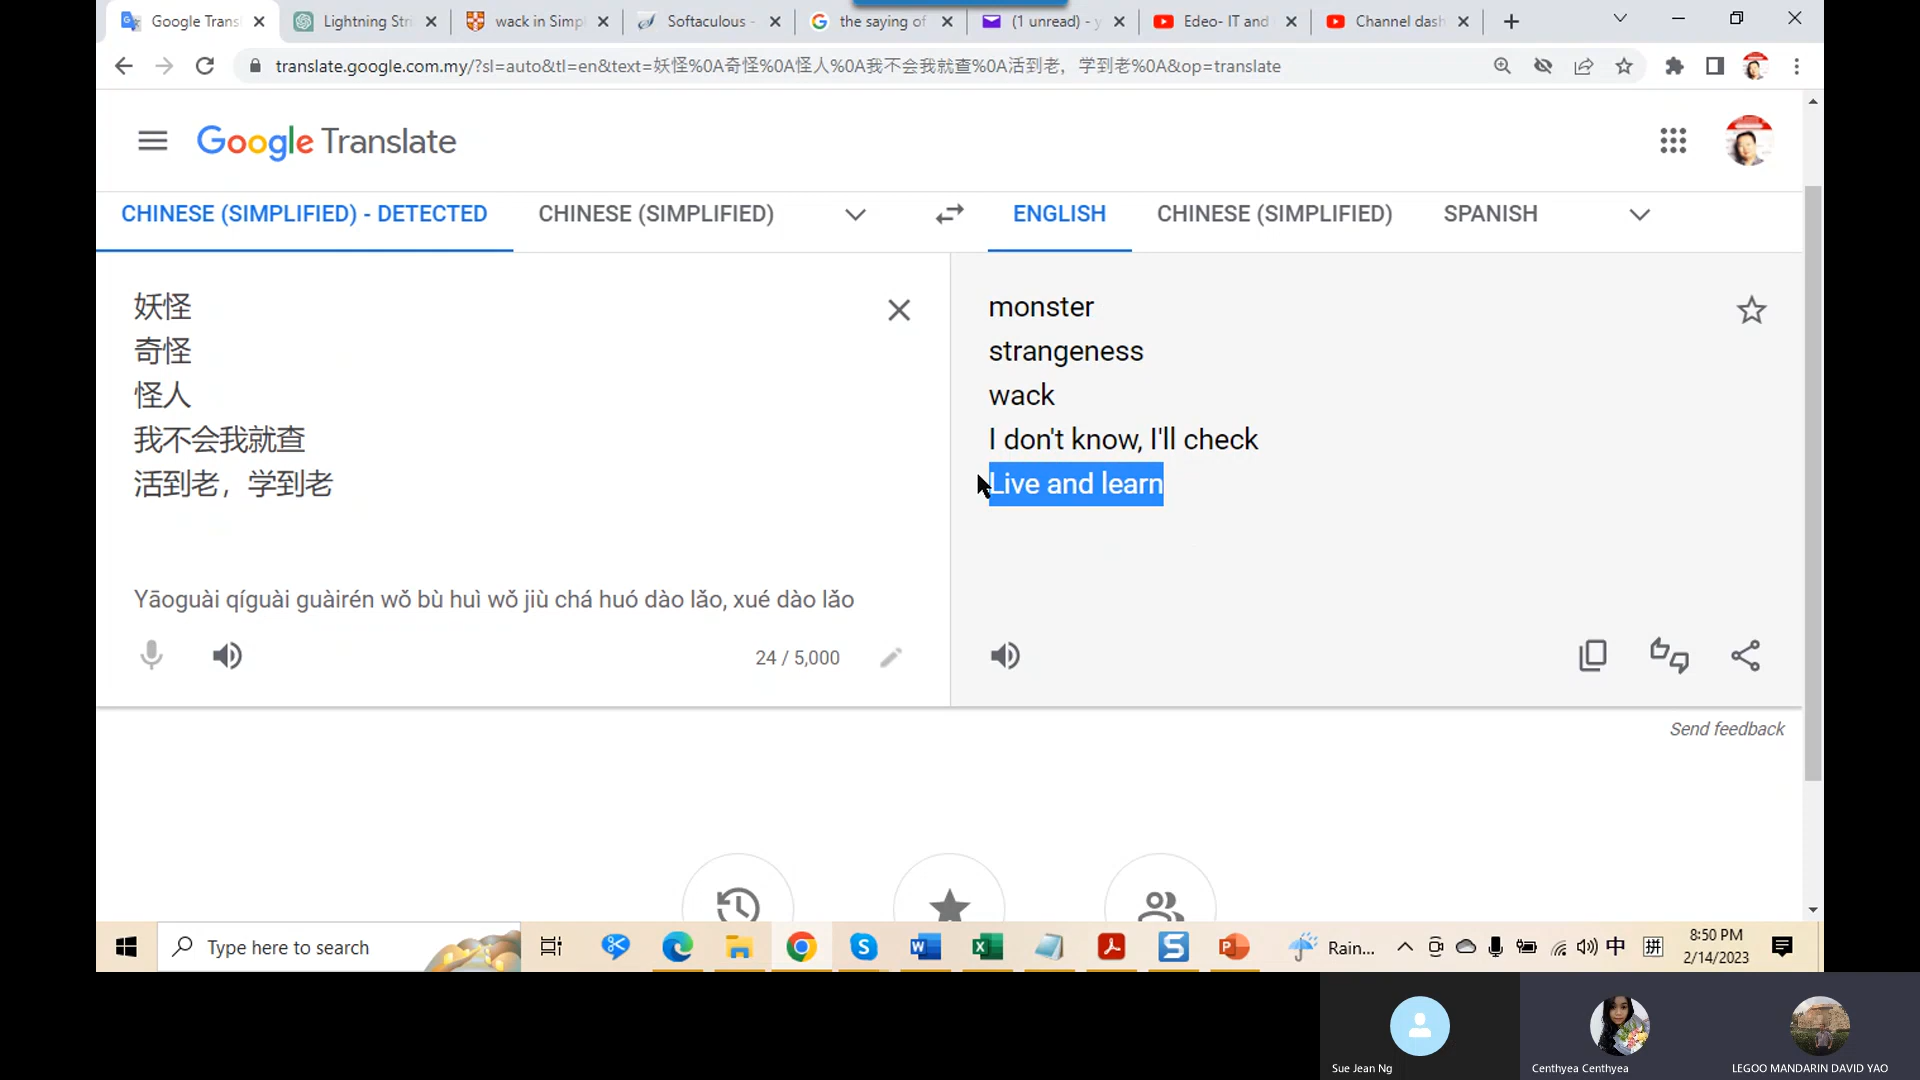 Google Trans
Lightning Str
wack in Simp
Softaculous -
the saying of
(1 unread) - y
Edeo- IT and
Channel dash
translate.google.com.my/?sl=auto&tl=en&text=妖怪%0A奇怪%0A怪人%0A我不会我就查%0A活到老，学到老%0A&op=translate
Google Translate
CHINESE (SIMPLIFIED) - DETECTED
CHINESE (SIMPLIFIED)
ENGLISH
CHINESE (SIMPLIFIED)
SPANISH
妖怪
奇怪
怪人
我不会我就查
活到老，学到老
monster
strangeness
wack
I don't know, I'll check
Live and learn
Yāoguài qíguài guàirén wǒ bù huì wǒ jiù chá huó dào lǎo, xué dào lǎo
24 / 5,000
Send feedback
Type here to search
Rain...
中
拼
8:50 PM
2/14/2023
Sue Jean Ng
Centhyea Centhyea
LEGOO MANDARIN DAVID YAO